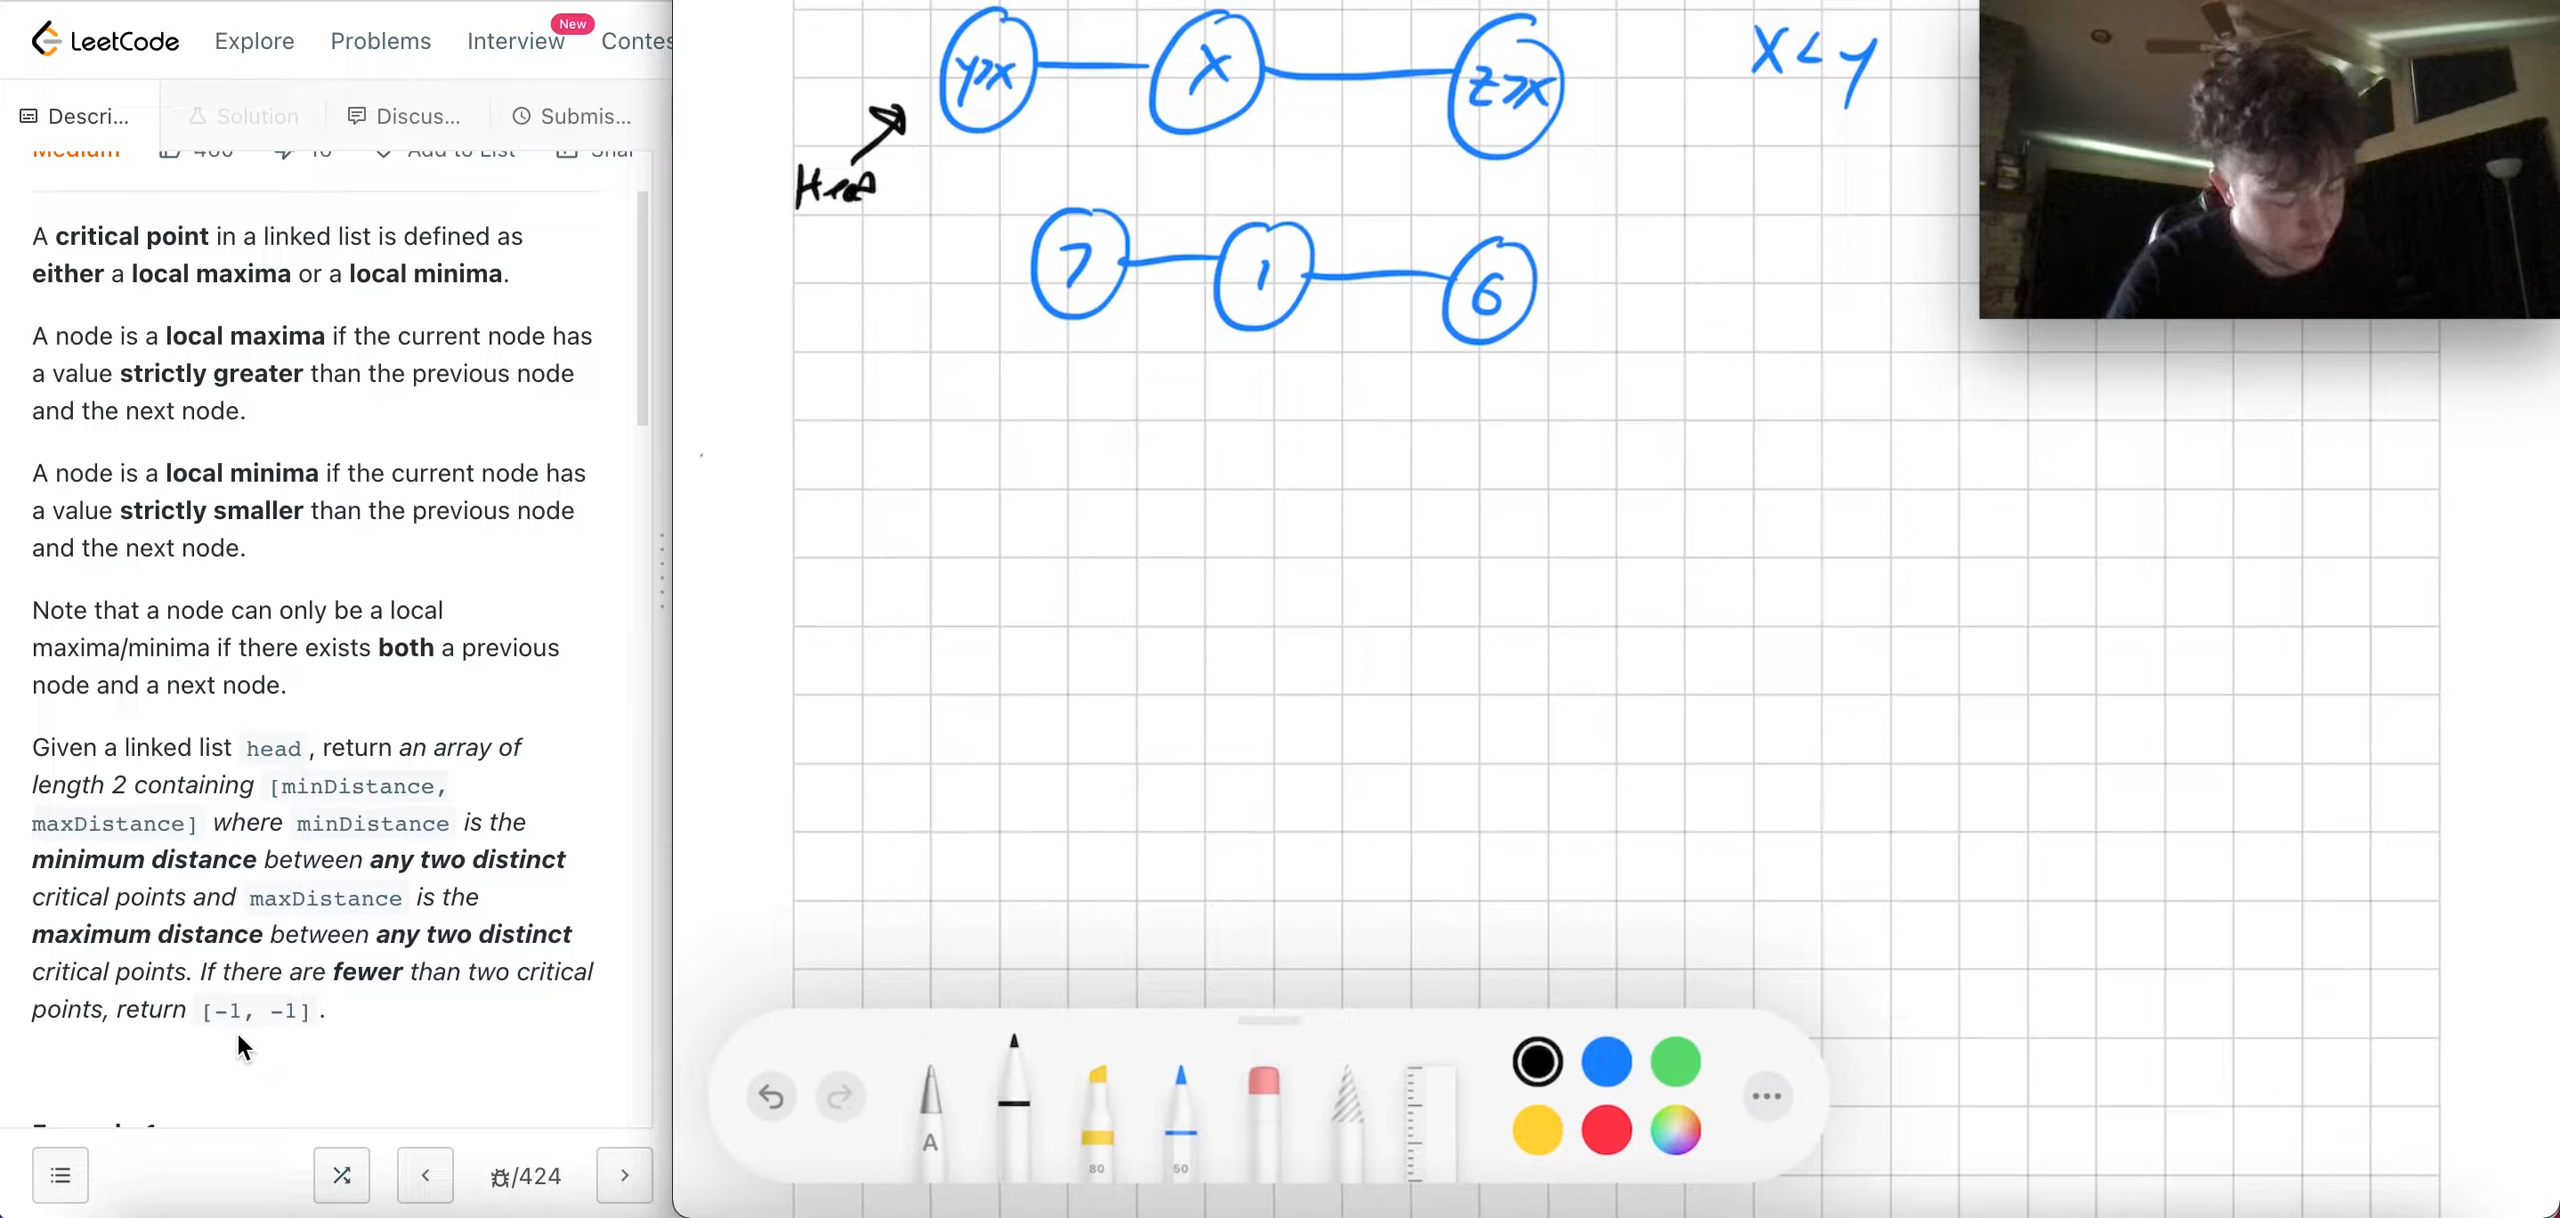 LeetCode Explore Problems Interview New Contes
Descri... Solution Discus... Submis...
Medium 460 Add to List Shar
A critical point in a linked list is defined as
either a local maxima or a local minima.
A node is a local maxima if the current node has
a value strictly greater than the previous node
and the next node.
A node is a local minima if the current node has
a value strictly smaller than the previous node
and the next node.
Note that a node can only be a local
maxima/minima if there exists both a previous
node and a next node.
Given a linked list head , return an array of
length 2 containing [minDistance,
maxDistance] where minDistance is the
minimum distance between any two distinct
critical points and maxDistance is the
maximum distance between any two distinct
critical points. If there are fewer than two critical
points, return [-1, -1] .
/424
y>x x z>x x < y
Head
7 1 6
A 80 50